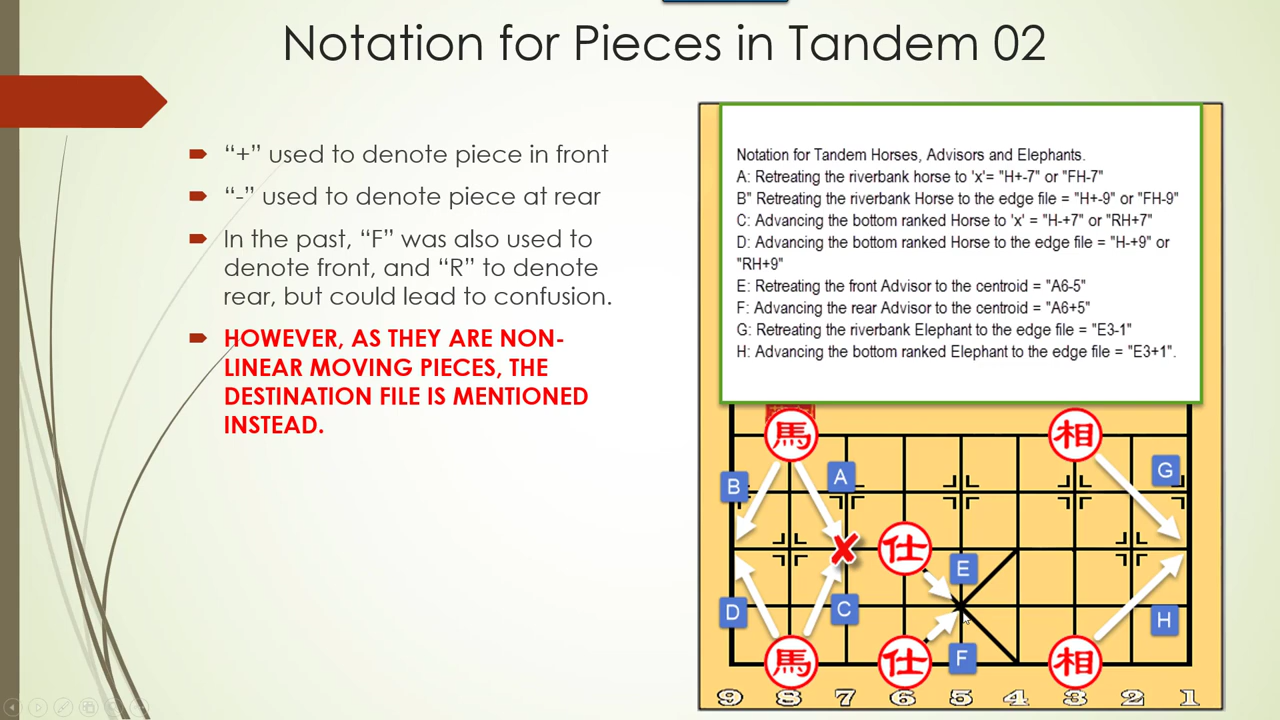 Notation for Pieces in Tandem 02
“+” used to denote piece in front
“-” used to denote piece at rear
In the past, “F” was also used to
denote front, and “R” to denote
rear, but could lead to confusion.
HOWEVER, AS THEY ARE NON-
LINEAR MOVING PIECES, THE
DESTINATION FILE IS MENTIONED
INSTEAD.
Notation for Tandem Horses, Advisors and Elephants.
A: Retreating the riverbank horse to 'x'= "H+-7" or "FH-7"
B" Retreating the riverbank Horse to the edge file = "H+-9" or "FH-9"
C: Advancing the bottom ranked Horse to 'x' = "H-+7" or "RH+7"
D: Advancing the bottom ranked Horse to the edge file = "H-+9" or
"RH+9"
E: Retreating the front Advisor to the centroid = "A6-5"
F: Advancing the rear Advisor to the centroid = "A6+5"
G: Retreating the riverbank Elephant to the edge file = "E3-1"
H: Advancing the bottom ranked Elephant to the edge file = "E3+1".
馬 相
B A G
仕
E
D C H
馬 仕 F 相
9 8 7 6 5 4 3 2 1